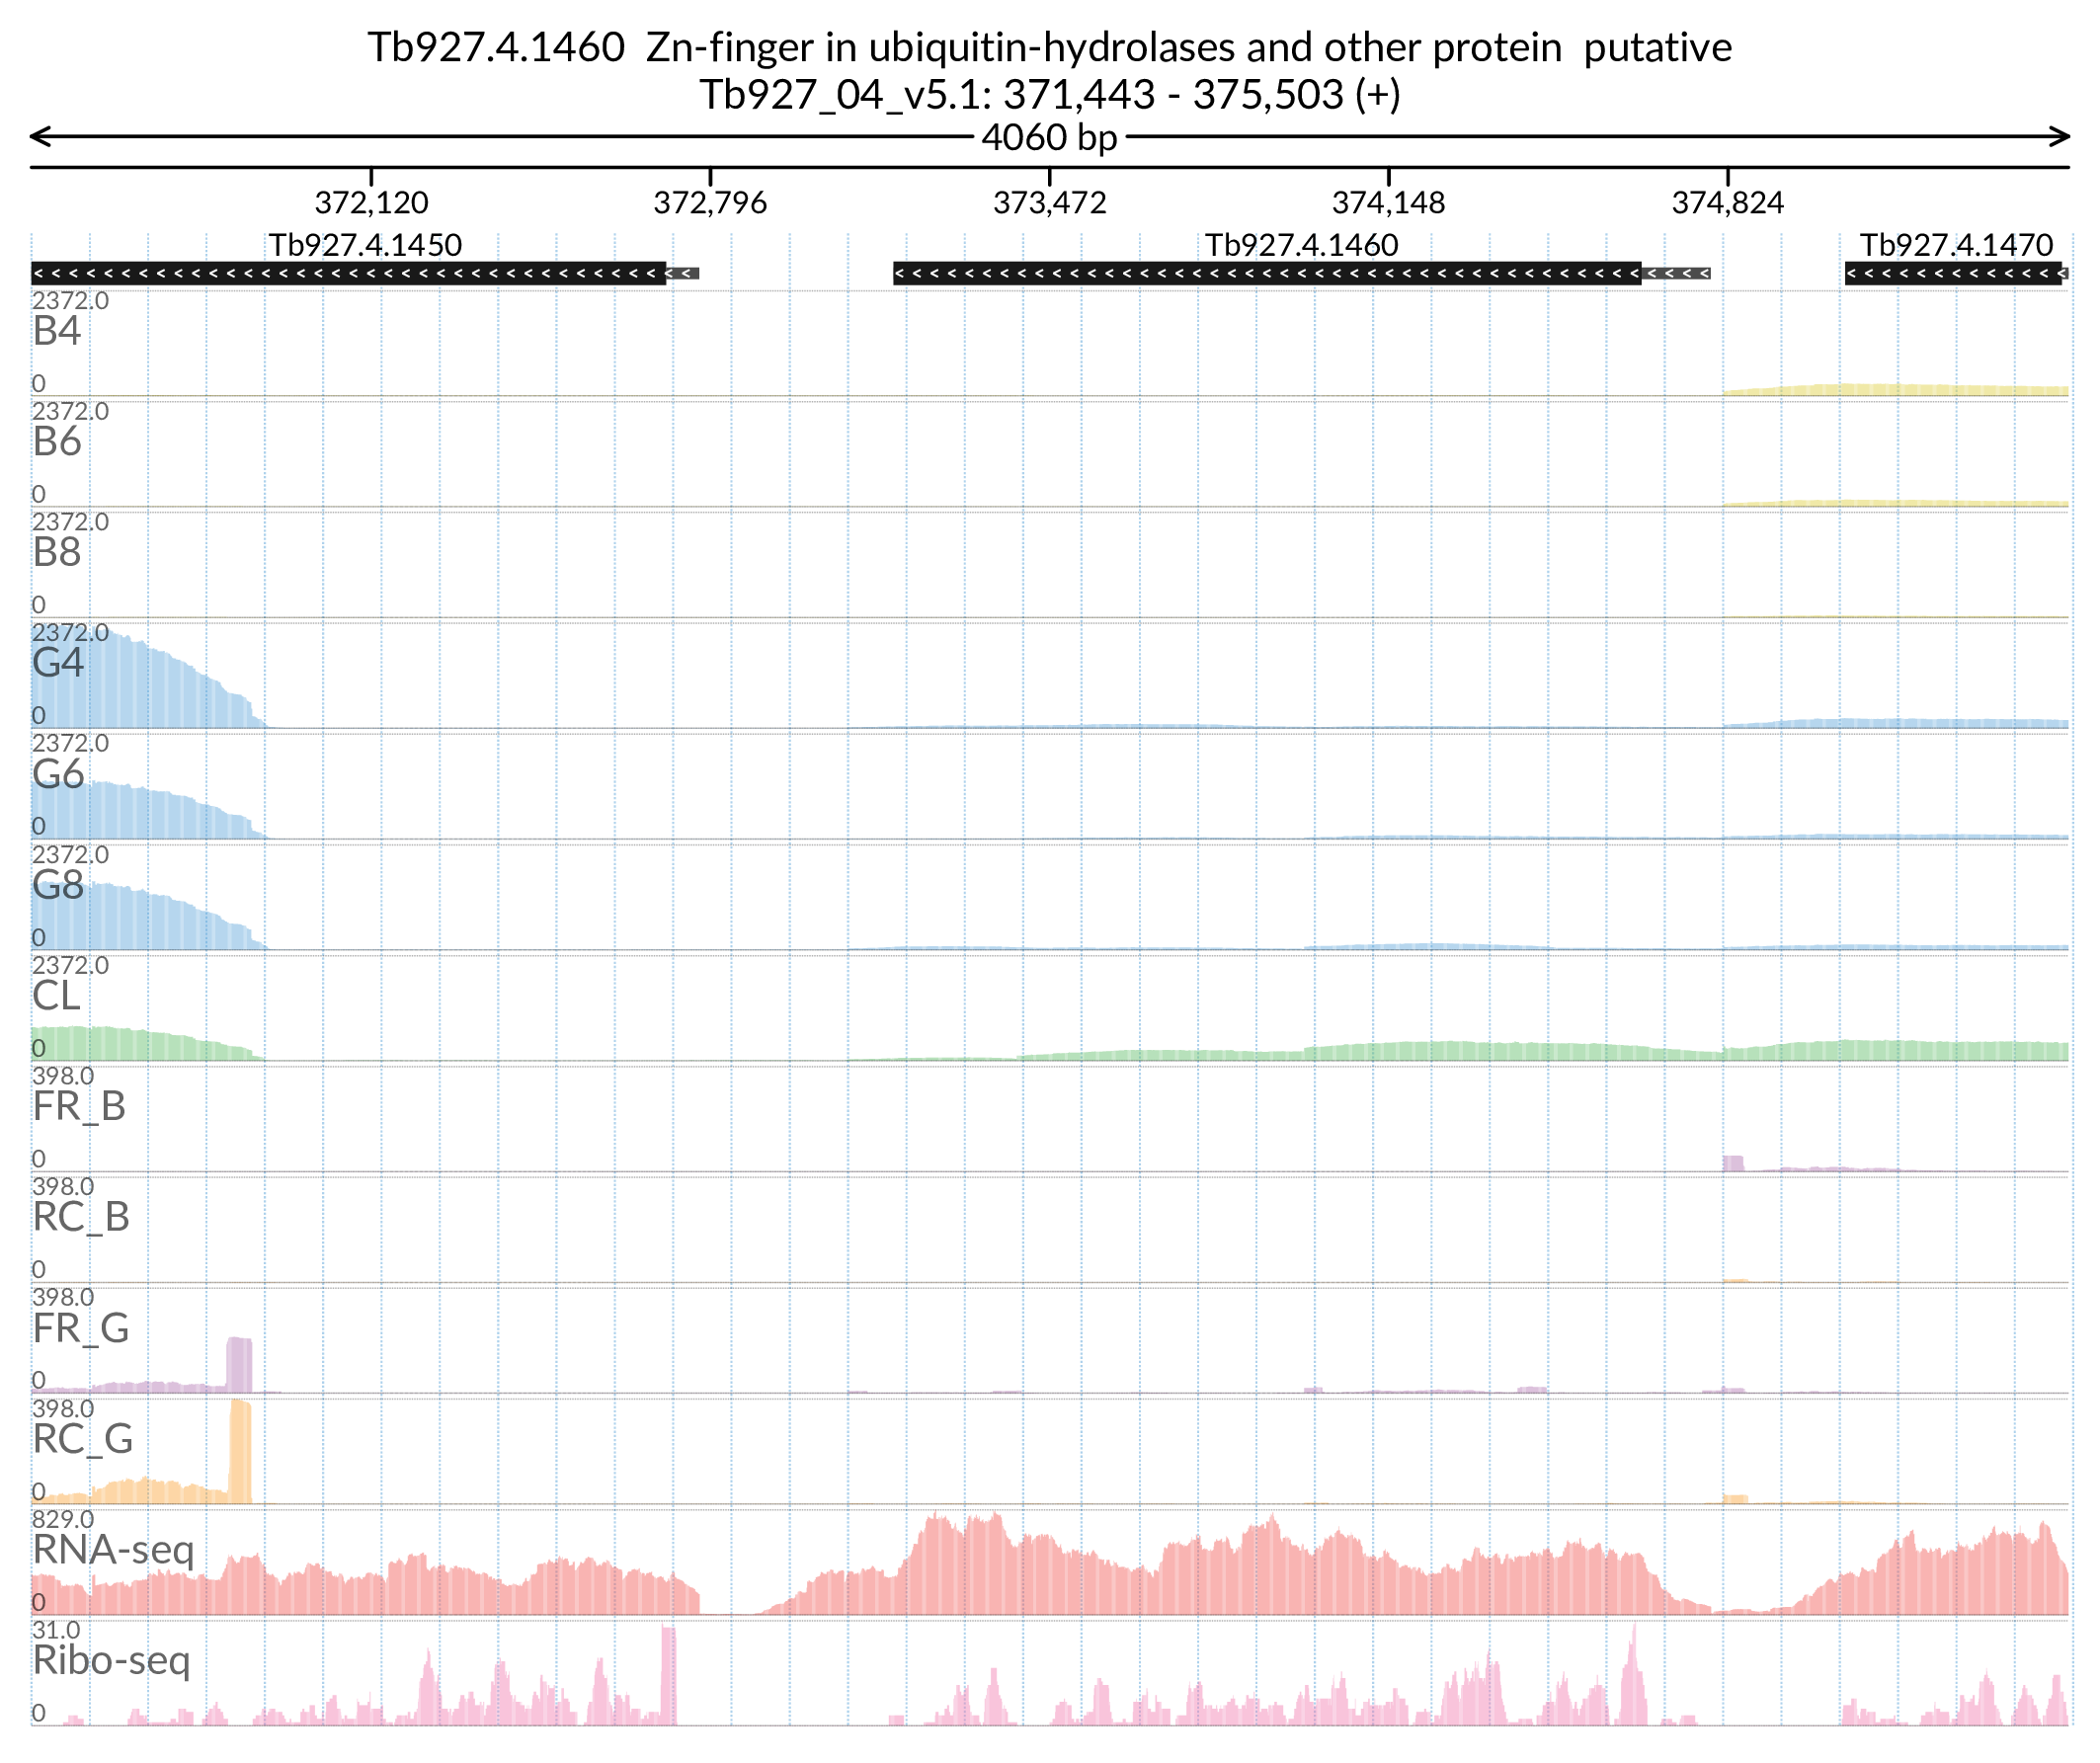 Tb927.4.1460  Zn-finger in ubiquitin-hydrolases and other protein  putative
Tb927_04_v5.1: 371,443 - 375,503 (+)
4060 bp
372,120 372,796 373,472 374,148 374,824
Tb927.4.1450 Tb927.4.1460 Tb927.4.1470
2372.0
B4
0
2372.0
B6
0
2372.0
B8
0
2372.0
G4
0
2372.0
G6
0
2372.0
G8
0
2372.0
CL
0
398.0
FR_B
0
398.0
RC_B
0
398.0
FR_G
0
398.0
RC_G
0
829.0
RNA-seq
0
31.0
Ribo-seq
0